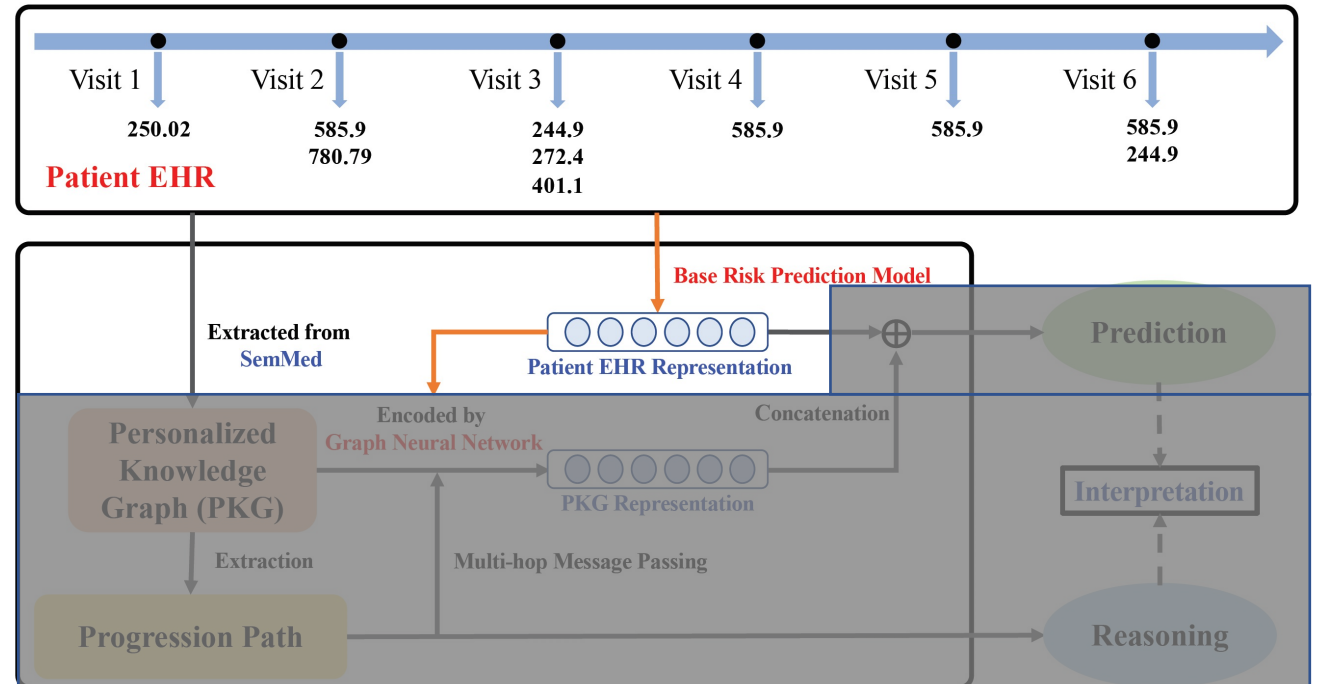 Visit 1 Visit 2 Visit 3 Visit 4 Visit 5 Visit 6
250.02 585.9 244.9 585.9 585.9 585.9
780.79 272.4 244.9
401.1
Patient EHR
Base Risk Prediction Model
Extracted from
SemMed
Patient EHR Representation
Prediction
Encoded by
Graph Neural Network
Concatenation
Personalized
Knowledge
Graph (PKG)
PKG Representation
Interpretation
Extraction
Multi-hop Message Passing
Progression Path
Reasoning